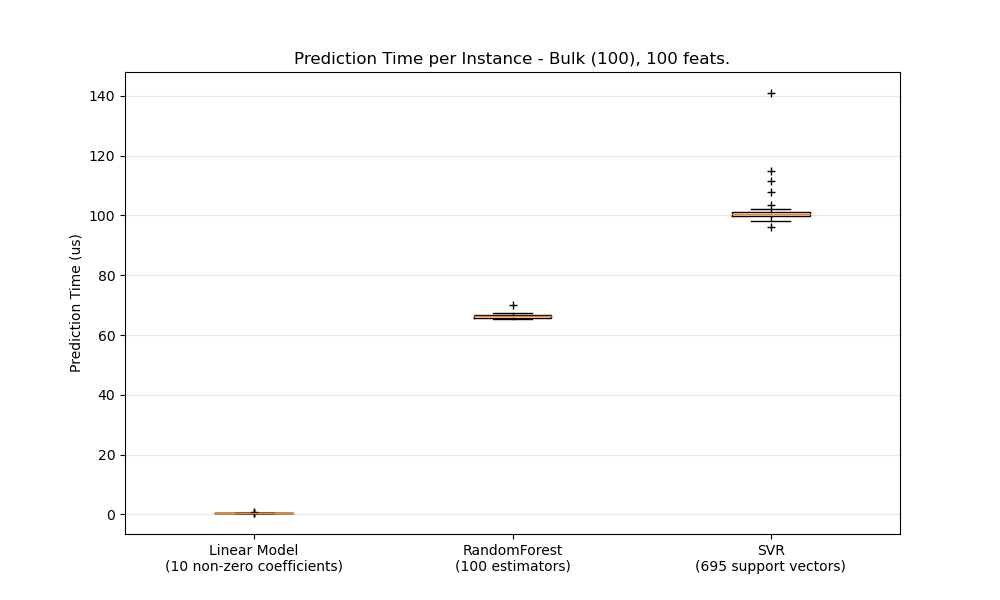 Prediction Time per Instance - Bulk (100), 100 feats.
Prediction Time (us)
140
120
100
80
60
40
20
0
Linear Model
(10 non-zero coefficients)
RandomForest
(100 estimators)
SVR
(695 support vectors)